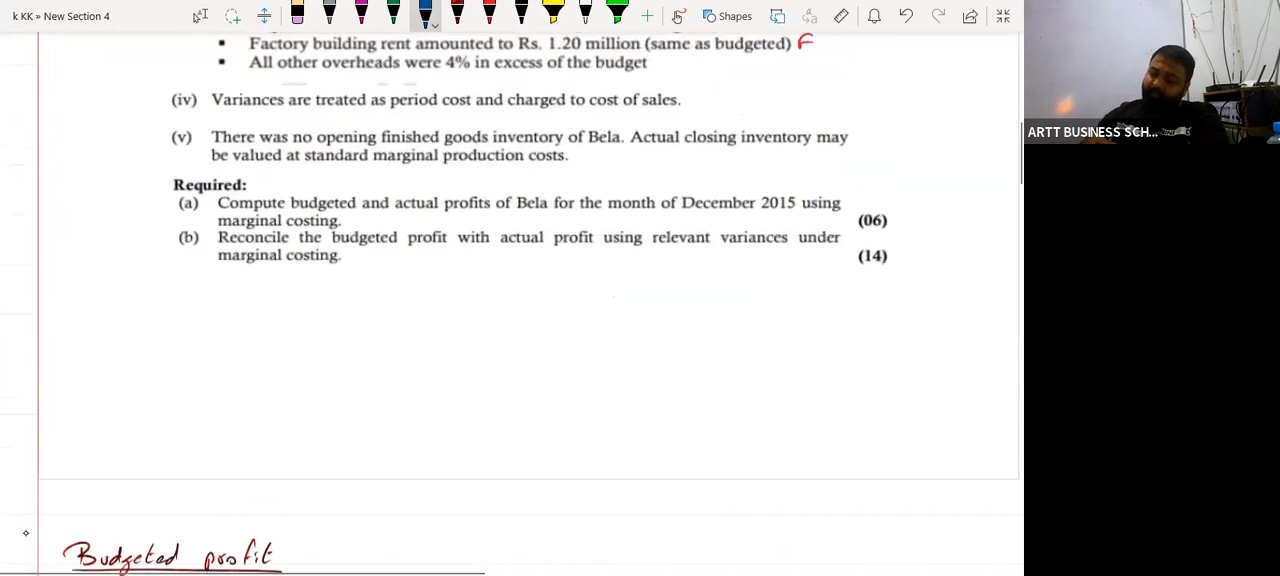 k KK » New Section 4
Shapes
▪ Factory building rent amounted to Rs. 1.20 million (same as budgeted) F
▪ All other overheads were 4% in excess of the budget
(iv) Variances are treated as period cost and charged to cost of sales.
(v) There was no opening finished goods inventory of Bela. Actual closing inventory may
be valued at standard marginal production costs.
Required:
(a) Compute budgeted and actual profits of Bela for the month of December 2015 using
marginal costing. (06)
(b) Reconcile the budgeted profit with actual profit using relevant variances under
marginal costing. (14)
Budgeted profit
ARTT BUSINESS SCH...